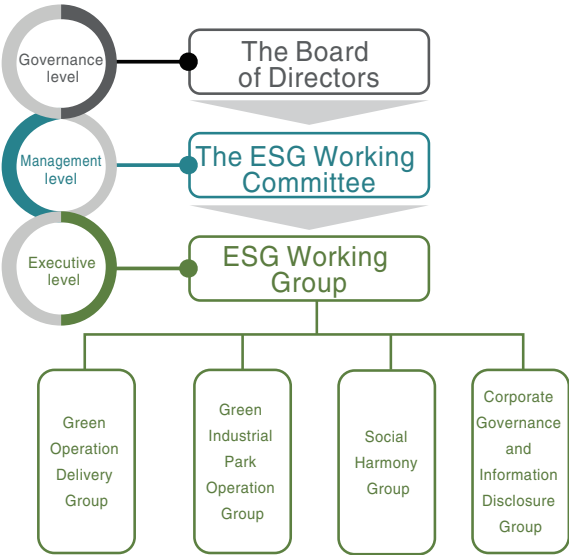 Governance
level
The Board
of Directors
Management
level
The ESG Working
Committee
Executive
level
ESG Working
Group
Green
Operation
Delivery
Group
Green
Industrial
Park
Operation
Group
Social
Harmony
Group
Corporate
Governance
and
Information
Disclosure
Group